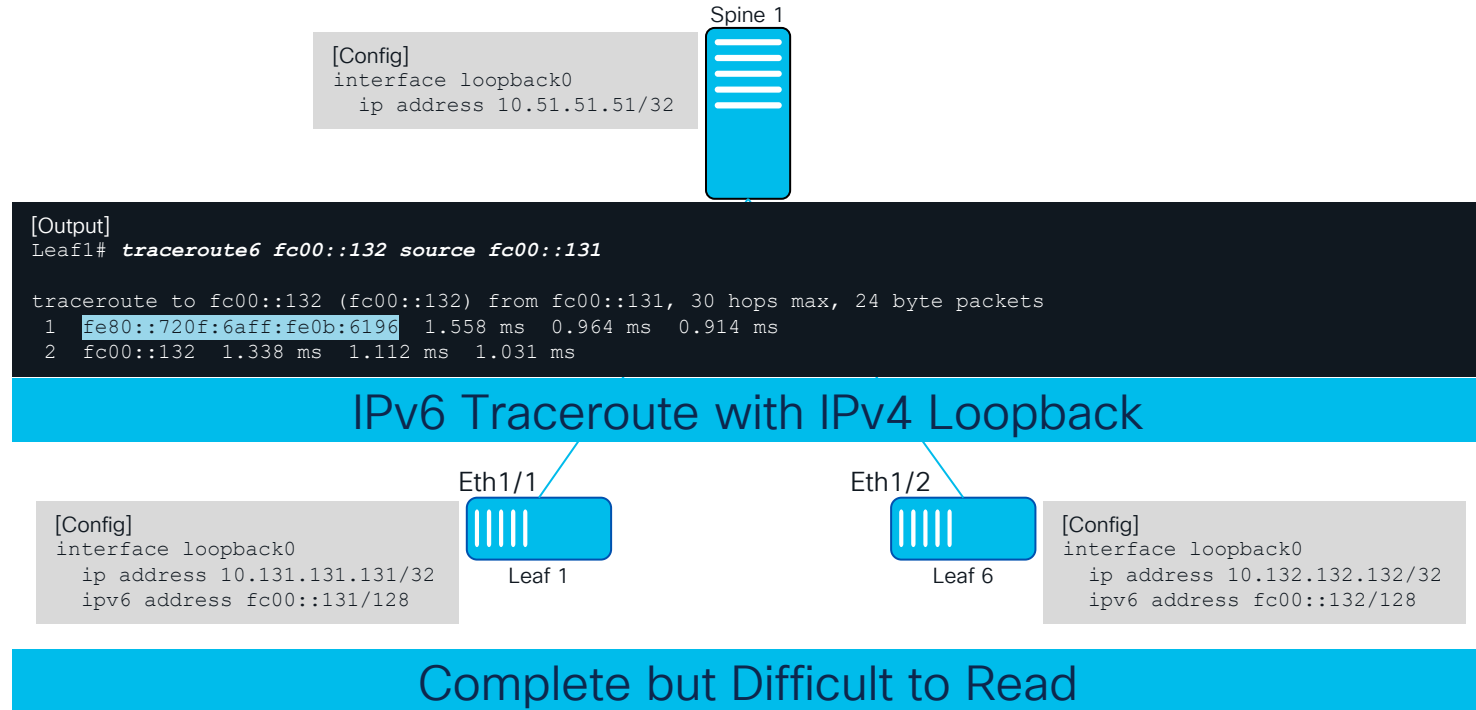 Spine 1
[Config]
interface loopback0
  ip address 10.51.51.51/32
[Output]
Leaf1# traceroute6 fc00::132 source fc00::131
traceroute to fc00::132 (fc00::132) from fc00::131, 30 hops max, 24 byte packets
 1  fe80::720f:6aff:fe0b:6196  1.558 ms  0.964 ms  0.914 ms
 2  fc00::132  1.338 ms  1.112 ms  1.031 ms
IPv6 Traceroute with IPv4 Loopback
Eth1/1
[Config]
interface loopback0
  ip address 10.131.131.131/32
  ipv6 address fc00::131/128
Leaf 1
Eth1/2
Leaf 6
[Config]
interface loopback0
  ip address 10.132.132.132/32
  ipv6 address fc00::132/128
Complete but Difficult to Read